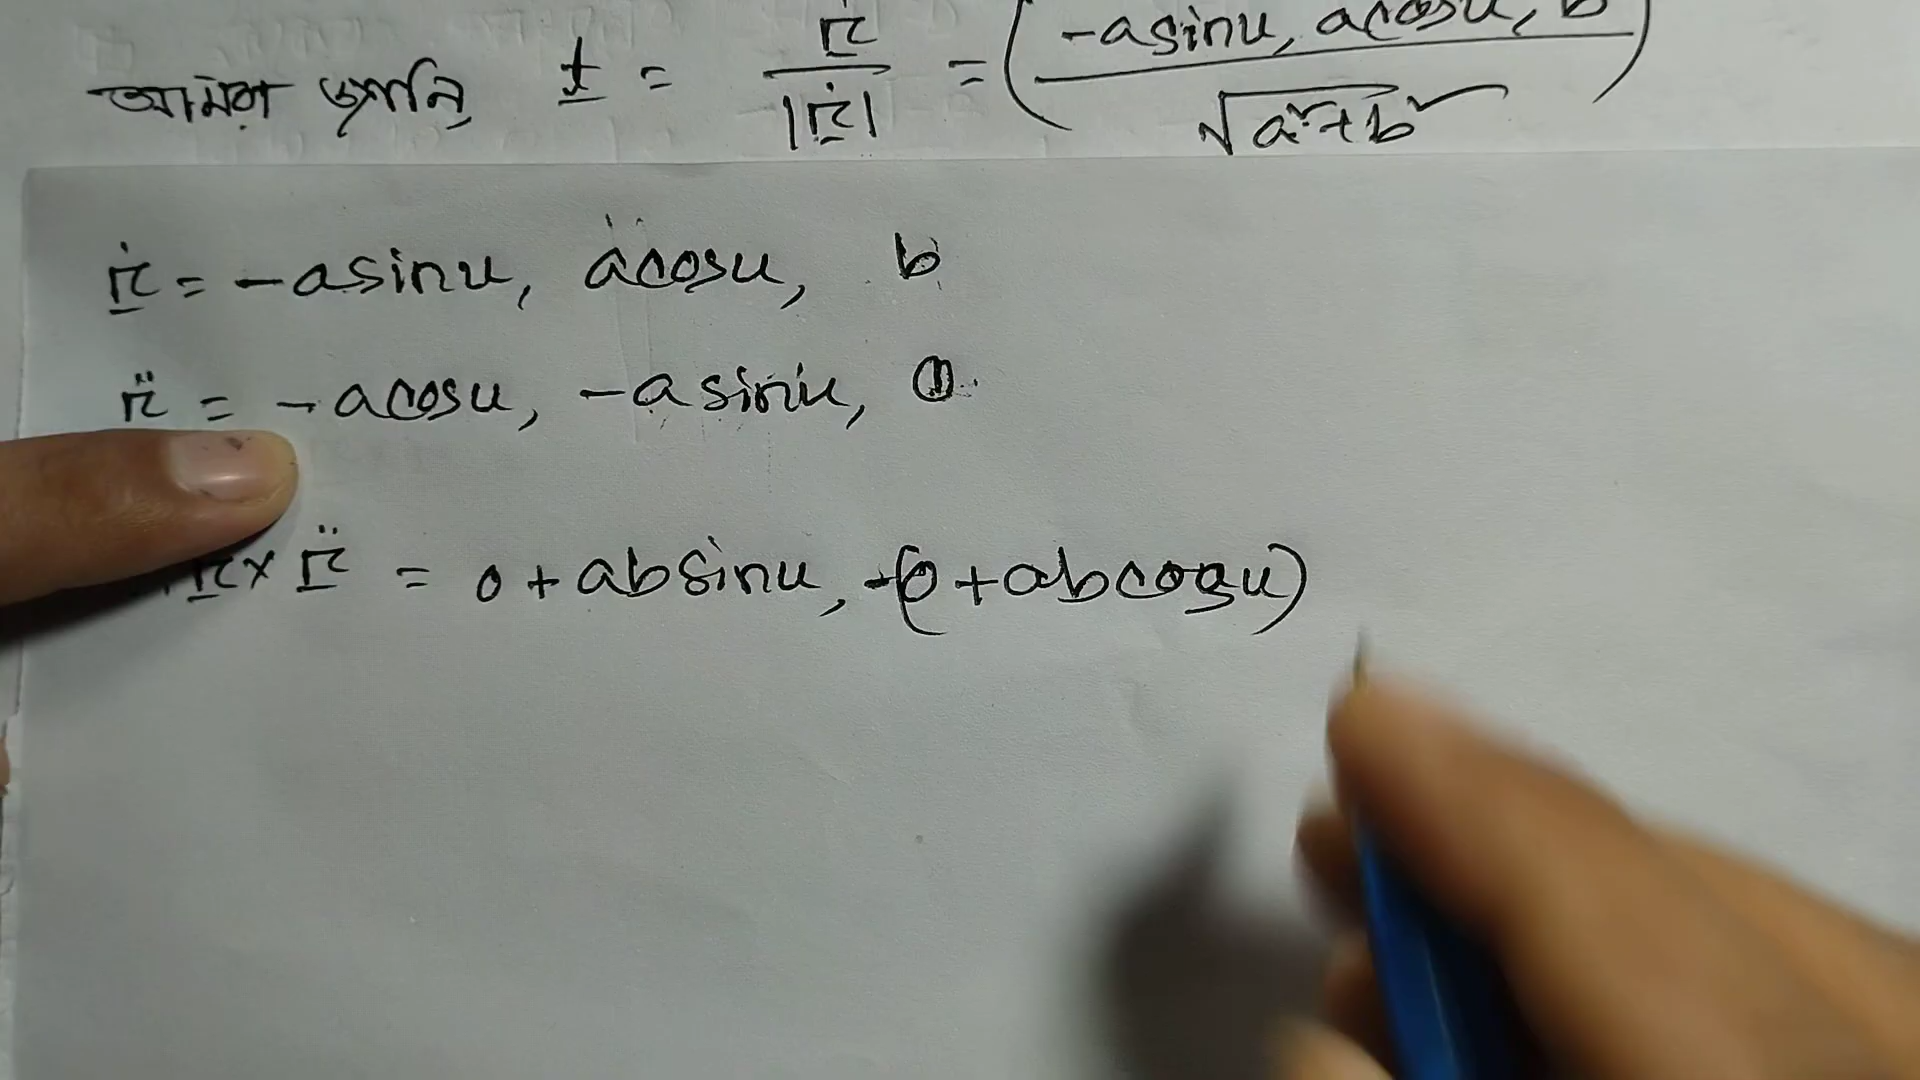 আমরা জানি, t = ṙ / |ṙ| = ( -asinu, acosu, b / √a²+b² )
ṙ = -asinu, acosu, b
r̈ = -acosu, -asinu, 0
ṙ × r̈ = 0 + absinu, -(0 + abcosu)